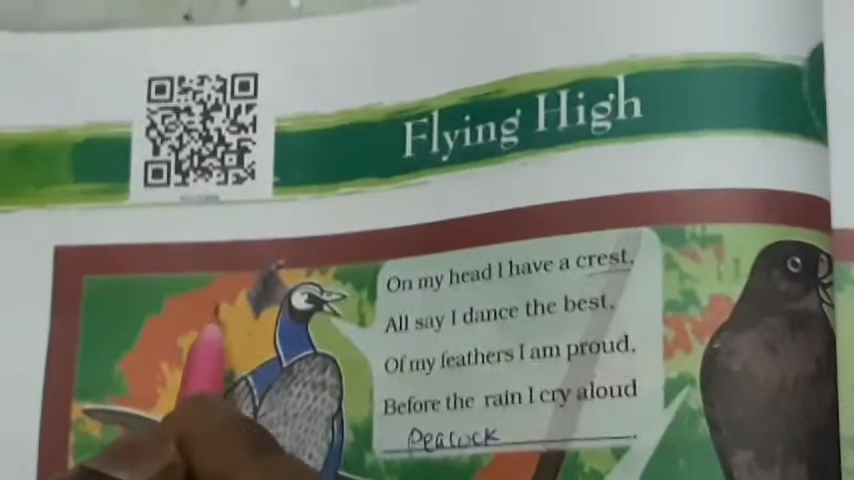 Flying High
On my head I have a crest,
All say I dance the best,
Of my feathers I am proud,
Before the rain I cry aloud
Peacock